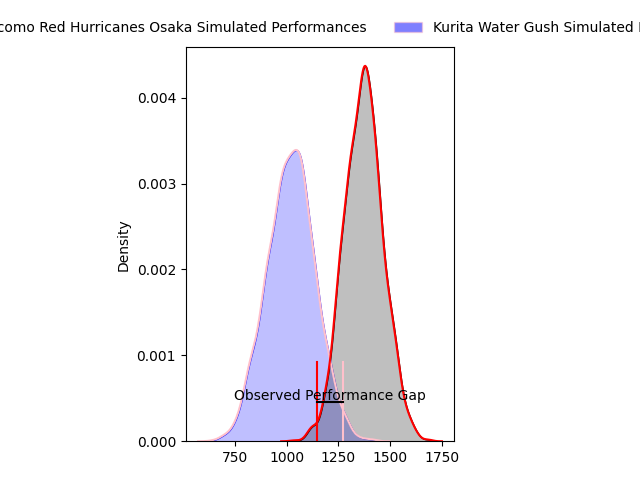 como Red Hurricanes Osaka Simulated Performances
Kurita Water Gush Simulated
0.004
0.003
0.002
0.001
0.000
Density
Observed Performance Gap
750
1000
1250
1500
1750